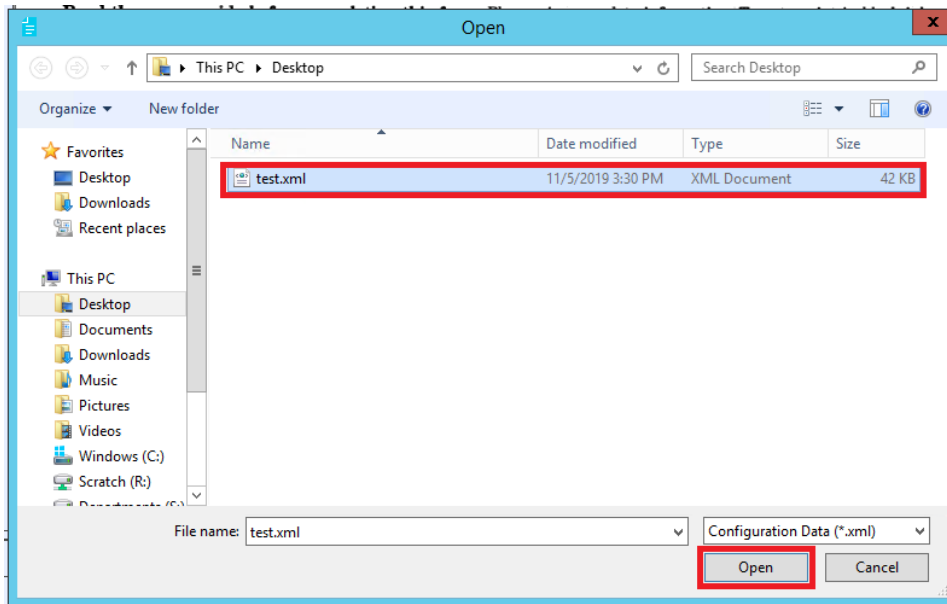 Open
x
This PC Desktop
Search Desktop
Organize New folder
Name Date modified Type Size
test.xml 11/5/2019 3:30 PM XML Document 42 KB
Favorites
Desktop
Downloads
Recent places
This PC
Desktop
Documents
Downloads
Music
Pictures
Videos
Windows (C:)
Scratch (R:)
File name: test.xml Configuration Data (*.xml)
Open Cancel